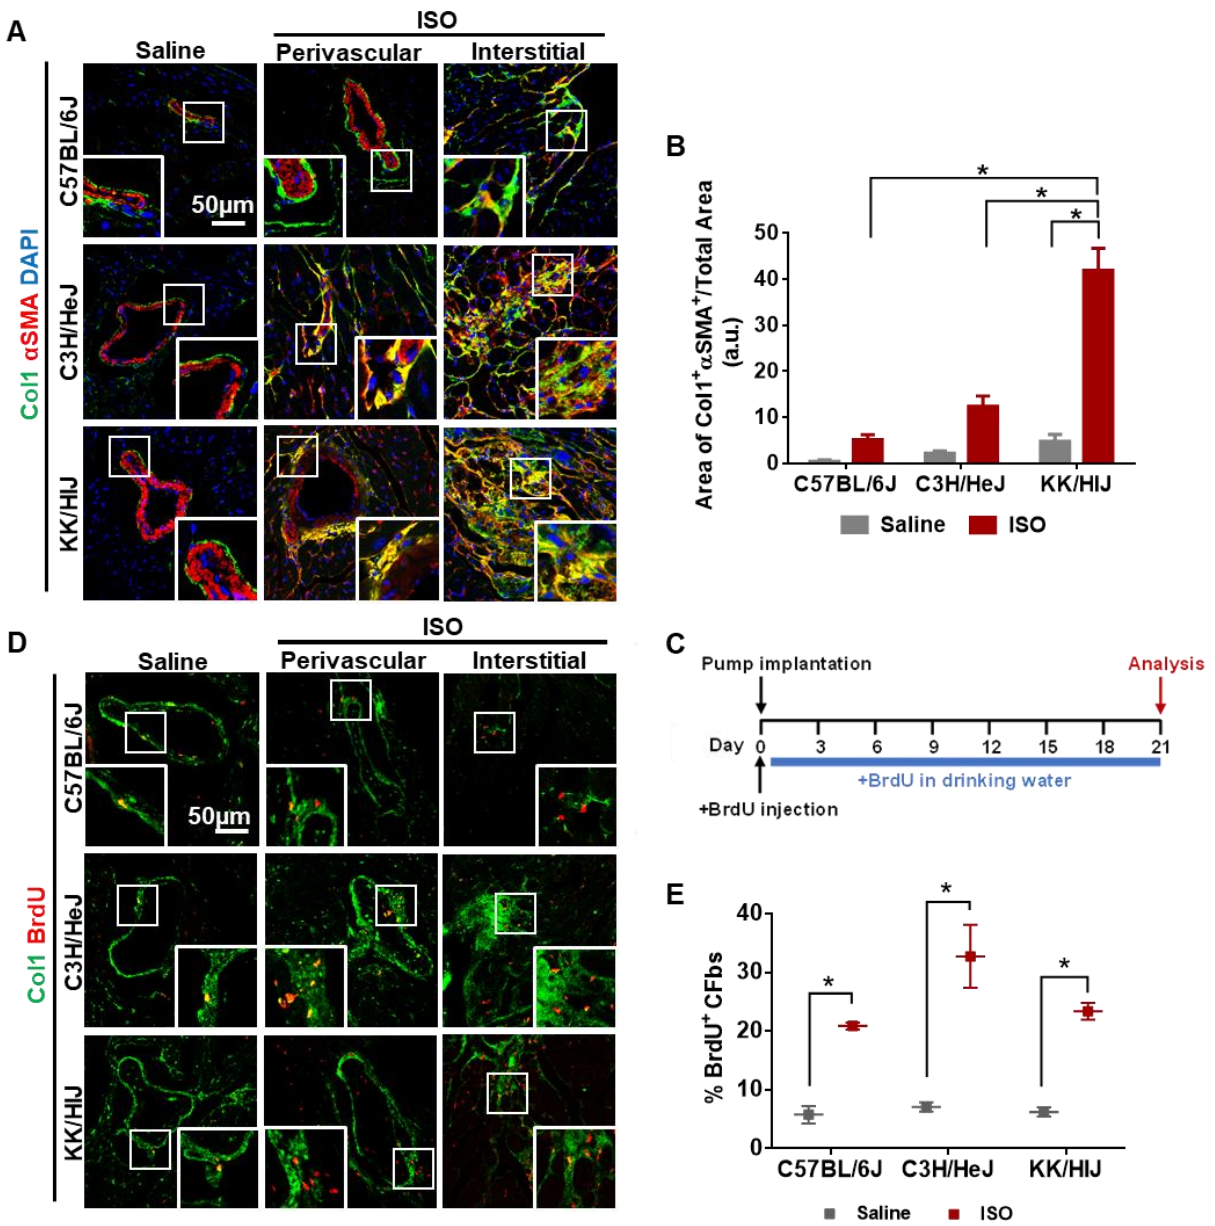 A
ISO
Saline
Perivascular
Interstitial
C57BL/6J
C3H/HeJ
KK/HIJ
Col1 αSMA DAPI
50µm
B
*
*
*
Area of Col1⁺αSMA⁺/Total Area
(a.u.)
50
40
30
20
10
0
C57BL/6J
C3H/HeJ
KK/HIJ
Saline
ISO
C
Pump implantation
Analysis
Day
0
3
6
9
12
15
18
21
+BrdU in drinking water
+BrdU injection
D
ISO
Saline
Perivascular
Interstitial
C57BL/6J
C3H/HeJ
KK/HIJ
Col1 BrdU
50µm
E
*
*
*
% BrdU⁺ CFbs
40
30
20
10
0
C57BL/6J
C3H/HeJ
KK/HIJ
Saline
ISO